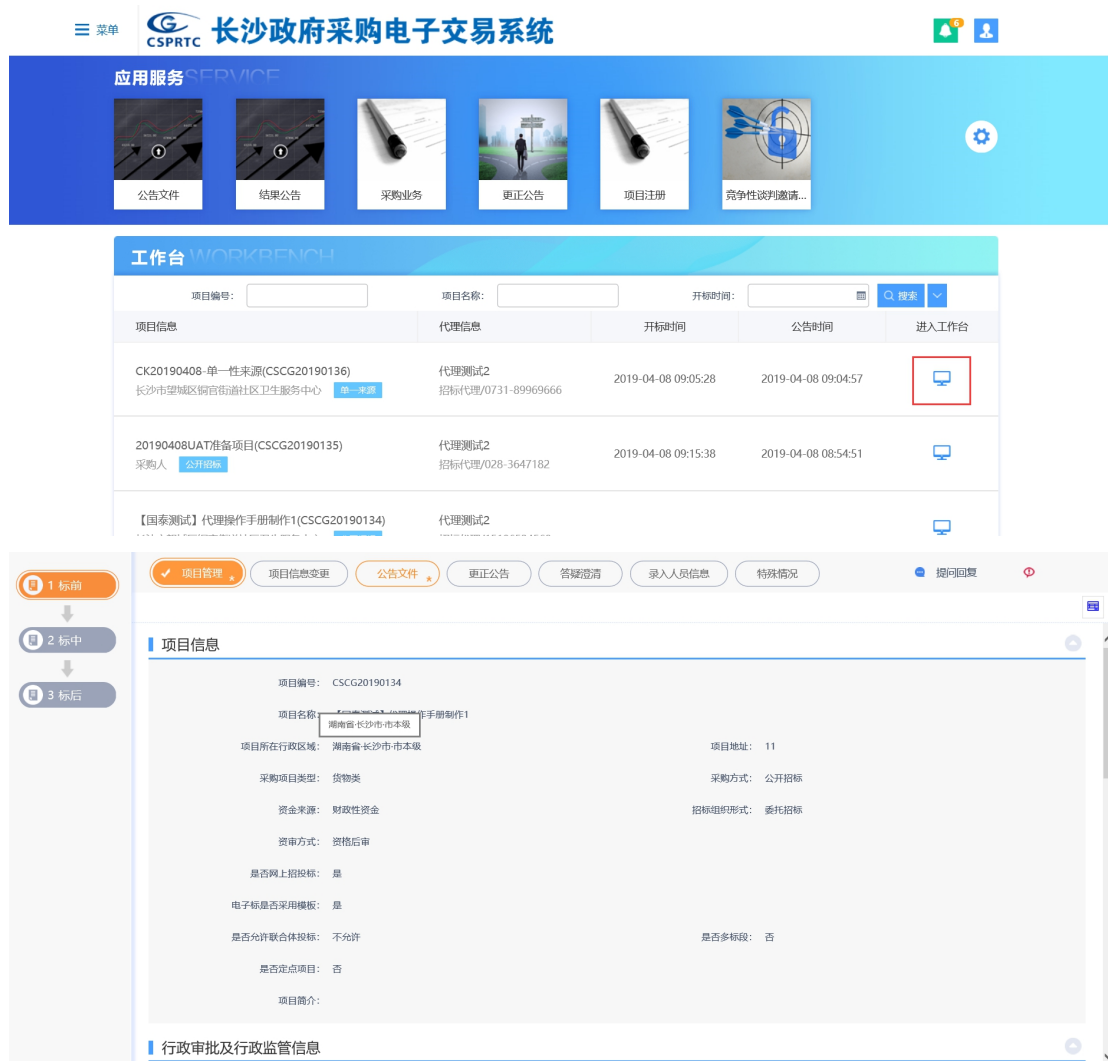 菜单
CSPRTC
长沙政府采购电子交易系统
6
应用服务SERVICE
公告文件 结果公告 采购业务 更正公告 项目注册 竞争性谈判邀请...
工作台 WORKBENCH
项目编号： 项目名称： 开标时间： 搜索
项目信息 代理信息 开标时间 公告时间 进入工作台
CK20190408-单一性来源(CSCG20190136) 代理测试2
2019-04-08 09:05:28 2019-04-08 09:04:57
长沙市望城区铜官街道社区卫生服务中心 单一来源 招标代理/0731-89969666
20190408UAT准备项目(CSCG20190135) 代理测试2
2019-04-08 09:15:38 2019-04-08 08:54:51
采购人 公开招标 招标代理/028-3647182
【国泰测试】代理操作手册制作1(CSCG20190134) 代理测试2
1 标前
2 标中
3 标后
项目管理 项目信息变更 公告文件 更正公告 答疑澄清 录入人员信息 特殊情况 提问回复
项目信息
项目编号： CSCG20190134
项目名称： 作手册制作1
湖南省·长沙市·市本级
项目所在行政区域： 湖南省·长沙市·市本级 项目地址： 11
采购项目类型： 货物类 采购方式： 公开招标
资金来源： 财政性资金 招标组织形式： 委托招标
资审方式： 资格后审
是否网上招投标： 是
电子标是否采用模板： 是
是否允许联合体投标： 不允许 是否多标段： 否
是否定点项目： 否
项目简介：
行政审批及行政监管信息